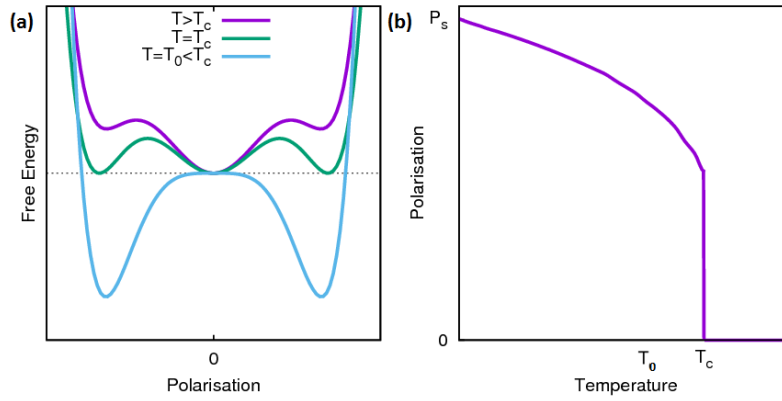 (a)
T>Tc
T=Tc
T=T0<Tc
Free Energy
0
Polarisation
(b)
Ps
Polarisation
0
T0
Tc
Temperature